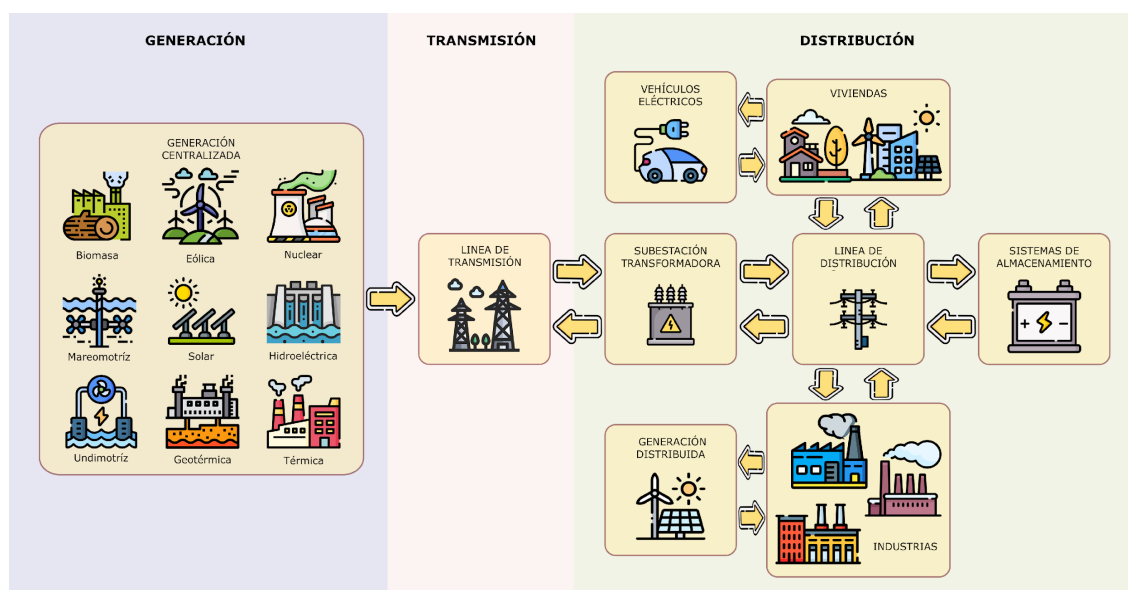 GENERACIÓN
TRANSMISIÓN
DISTRIBUCIÓN
GENERACIÓN
CENTRALIZADA
Biomasa
Eólica
Nuclear
Mareomotríz
Solar
Hidroeléctrica
Undimotríz
Geotérmica
Térmica
LINEA DE
TRANSMISIÓN
VEHÍCULOS
ELÉCTRICOS
VIVIENDAS
SUBESTACIÓN
TRANSFORMADORA
LINEA DE
DISTRIBUCIÓN
SISTEMAS DE
ALMACENAMIENTO
GENERACIÓN
DISTRIBUIDA
INDUSTRIAS